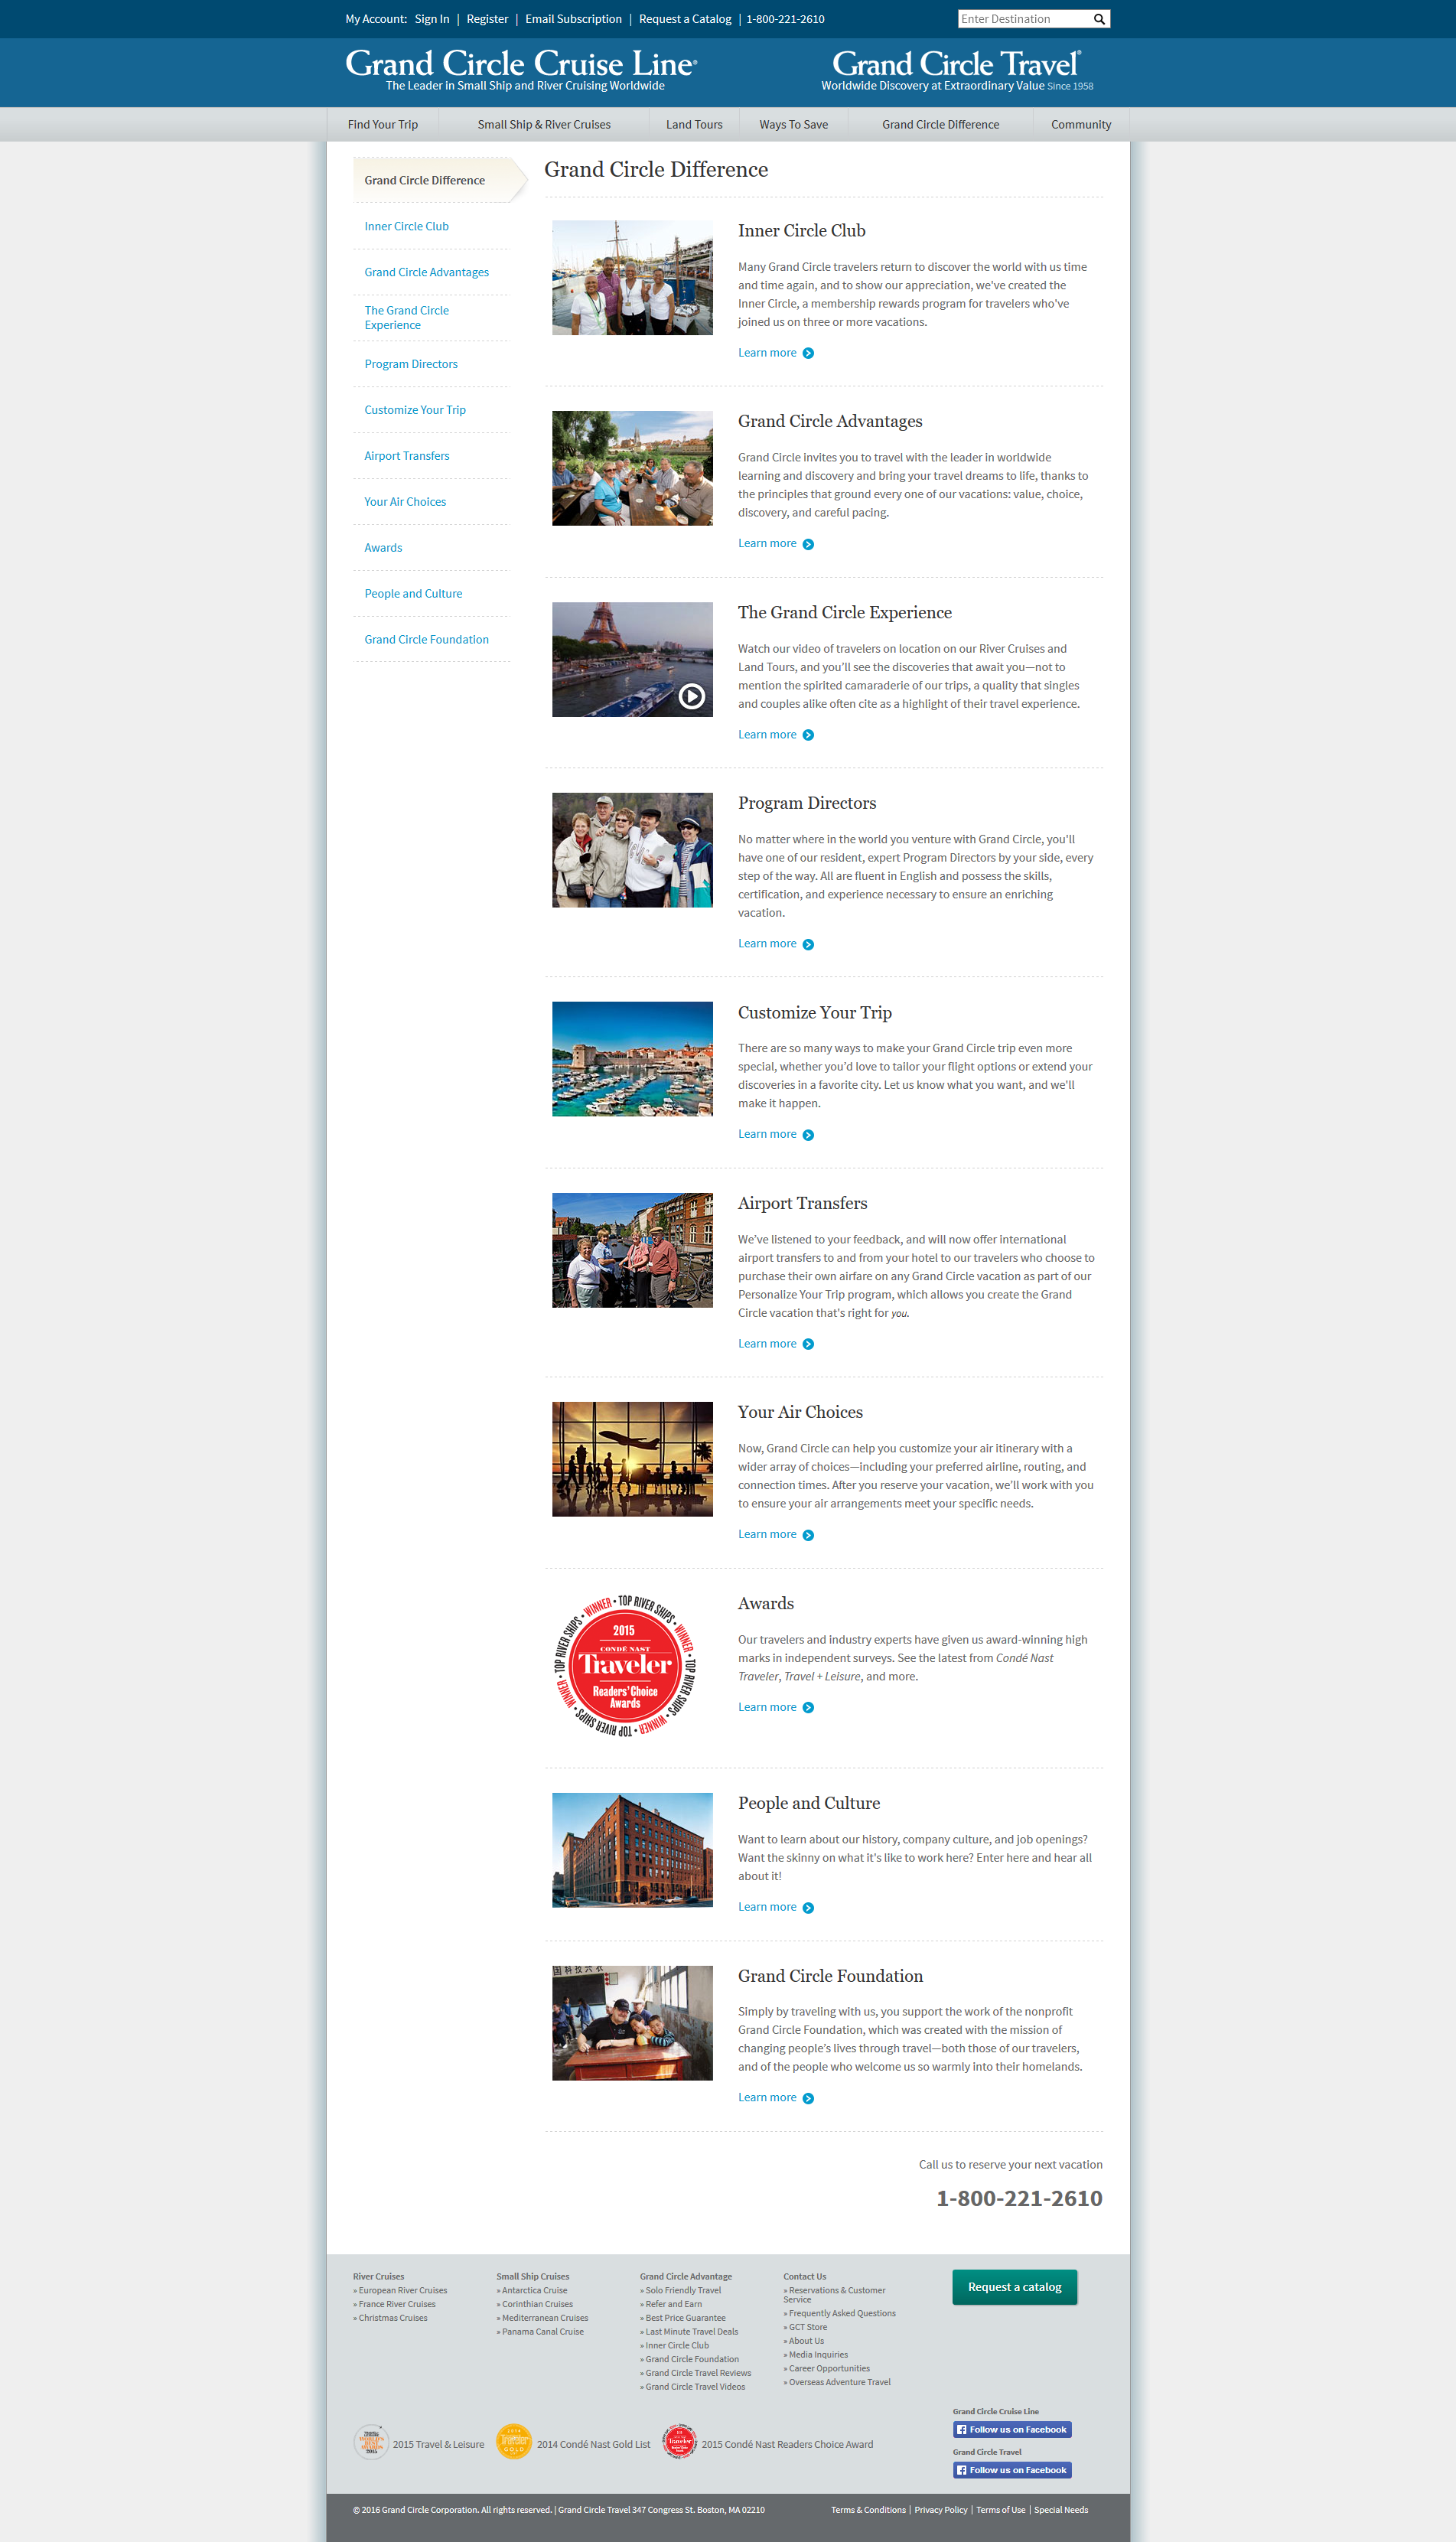 My Account: Sign In | Register | Email Subscription | Request a Catalog | 1-800-221-2610
Enter Destination
Grand Circle Cruise Line®
The Leader in Small Ship and River Cruising Worldwide
Grand Circle Travel®
Worldwide Discovery at Extraordinary Value Since 1958
Find Your Trip
Small Ship & River Cruises
Land Tours
Ways To Save
Grand Circle Difference
Community
Grand Circle Difference
Inner Circle Club
Grand Circle Advantages
The Grand Circle
Experience
Program Directors
Customize Your Trip
Airport Transfers
Your Air Choices
Awards
People and Culture
Grand Circle Foundation
Grand Circle Difference
Inner Circle Club
Many Grand Circle travelers return to discover the world with us time
and time again, and to show our appreciation, we've created the
Inner Circle, a membership rewards program for travelers who've
joined us on three or more vacations.
Learn more
Grand Circle Advantages
Grand Circle invites you to travel with the leader in worldwide
learning and discovery and bring your travel dreams to life, thanks to
the principles that ground every one of our vacations: value, choice,
discovery, and careful pacing.
Learn more
The Grand Circle Experience
Watch our video of travelers on location on our River Cruises and
Land Tours, and you'll see the discoveries that await you—not to
mention the spirited camaraderie of our trips, a quality that singles
and couples alike often cite as a highlight of their travel experience.
Learn more
Program Directors
No matter where in the world you venture with Grand Circle, you'll
have one of our resident, expert Program Directors by your side, every
step of the way. All are fluent in English and possess the skills,
certification, and experience necessary to ensure an enriching
vacation.
Learn more
Customize Your Trip
There are so many ways to make your Grand Circle trip even more
special, whether you'd love to tailor your flight options or extend your
discoveries in a favorite city. Let us know what you want, and we'll
make it happen.
Learn more
Airport Transfers
We've listened to your feedback, and will now offer international
airport transfers to and from your hotel to our travelers who choose to
purchase their own airfare on any Grand Circle vacation as part of our
Personalize Your Trip program, which allows you create the Grand
Circle vacation that's right for you.
Learn more
Your Air Choices
Now, Grand Circle can help you customize your air itinerary with a
wider array of choices—including your preferred airline, routing, and
connection times. After you reserve your vacation, we'll work with you
to ensure your air arrangements meet your specific needs.
Learn more
WINNER • TOP RIVER SHIPS • WINNER • TOP RIVER SHIPS • WINNER • TOP RIVER SHIPS • WINNER • TOP RIVER SHIPS
2015
CONDÉ NAST
Traveler
Readers' Choice
Awards
Awards
Our travelers and industry experts have given us award-winning high
marks in independent surveys. See the latest from Condé Nast
Traveler, Travel + Leisure, and more.
Learn more
People and Culture
Want to learn about our history, company culture, and job openings?
Want the skinny on what it's like to work here? Enter here and hear all
about it!
Learn more
Grand Circle Foundation
Simply by traveling with us, you support the work of the nonprofit
Grand Circle Foundation, which was created with the mission of
changing people's lives through travel—both those of our travelers,
and of the people who welcome us so warmly into their homelands.
Learn more
Call us to reserve your next vacation
1-800-221-2610
River Cruises
» European River Cruises
» France River Cruises
» Christmas Cruises
Small Ship Cruises
» Antarctica Cruise
» Corinthian Cruises
» Mediterranean Cruises
» Panama Canal Cruise
Grand Circle Advantage
» Solo Friendly Travel
» Refer and Earn
» Best Price Guarantee
» Last Minute Travel Deals
» Inner Circle Club
» Grand Circle Foundation
» Grand Circle Travel Reviews
» Grand Circle Travel Videos
Contact Us
» Reservations & Customer
Service
» Frequently Asked Questions
» GCT Store
» About Us
» Media Inquiries
» Career Opportunities
» Overseas Adventure Travel
Request a catalog
2015 Travel & Leisure
2014 Condé Nast Gold List
2015 Condé Nast Readers Choice Award
Grand Circle Cruise Line
Follow us on Facebook
Grand Circle Travel
Follow us on Facebook
© 2016 Grand Circle Corporation. All rights reserved. | Grand Circle Travel 347 Congress St. Boston, MA 02210
Terms & Conditions | Privacy Policy | Terms of Use | Special Needs